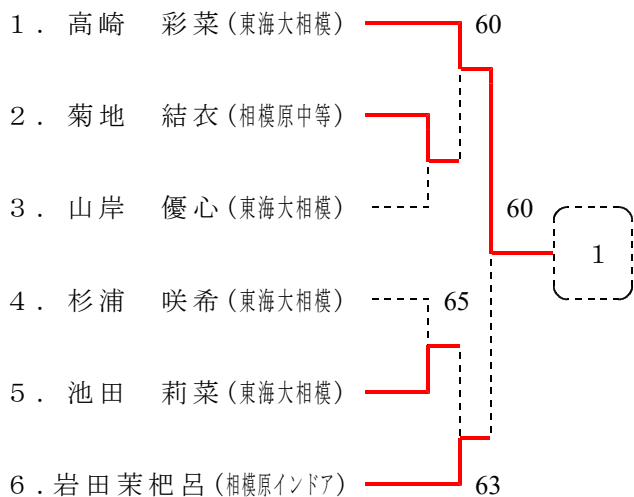 1．高崎　彩菜(東海大相模)
60
2．菊地　結衣(相模原中等)
3．山岸　優心(東海大相模)
60
1
4．杉浦　咲希(東海大相模)
65
5．池田　莉菜(東海大相模)
6．岩田茉杷呂(相模原インドア)
63